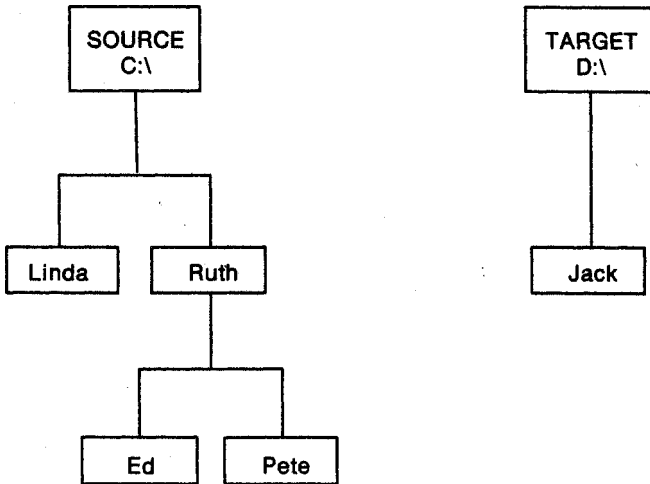 SOURCE
C:\
TARGET
D:\
Linda
Ruth
Jack
Ed
Pete